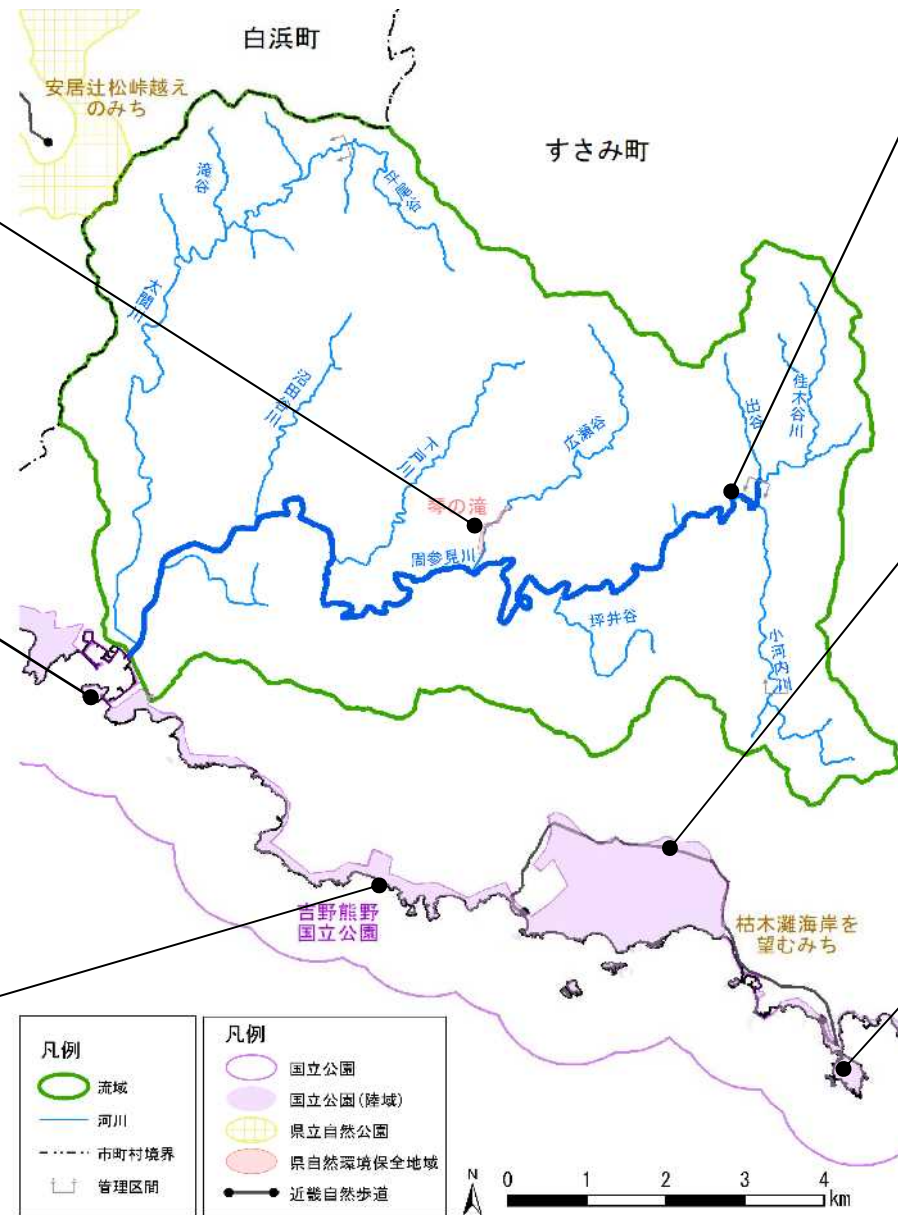 白浜町
安居辻松峠越え
のみち
すさみ町
滝谷
平瀬谷
太間川
沼田谷川
下戸川
広瀬谷
出谷
住木谷川
琴の滝
周参見川
坪井谷
小河内川
吉野熊野
国立公園
枯木灘海岸を
望むみち
凡例
流域
河川
市町村境界
管理区間
凡例
国立公園
国立公園(陸域)
県立自然公園
県自然環境保全地域
近畿自然歩道
N
0 1 2 3 4
km